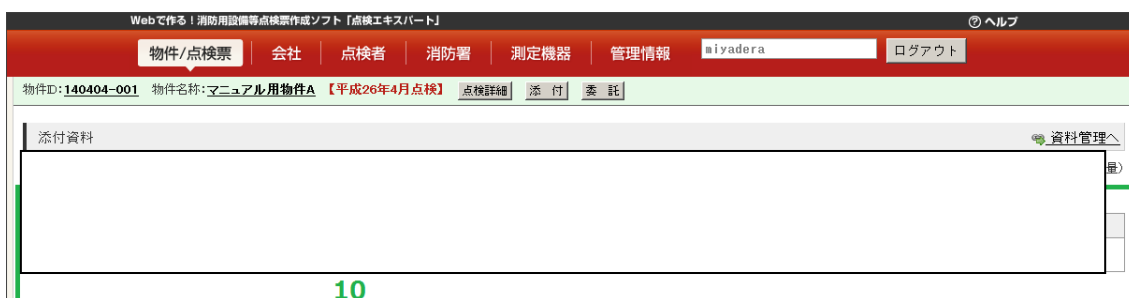 Webで作る！消防用設備等点検票作成ソフト「点検エキスパート」 ? ヘルプ
物件/点検票 会社 点検者 消防署 測定機器 管理情報 miyadera ログアウト
物件ID:140404-001 物件名称:マニュアル用物件A 【平成26年4月点検】 点検詳細 添 付 委 託
添付資料 資料管理へ
量）
10